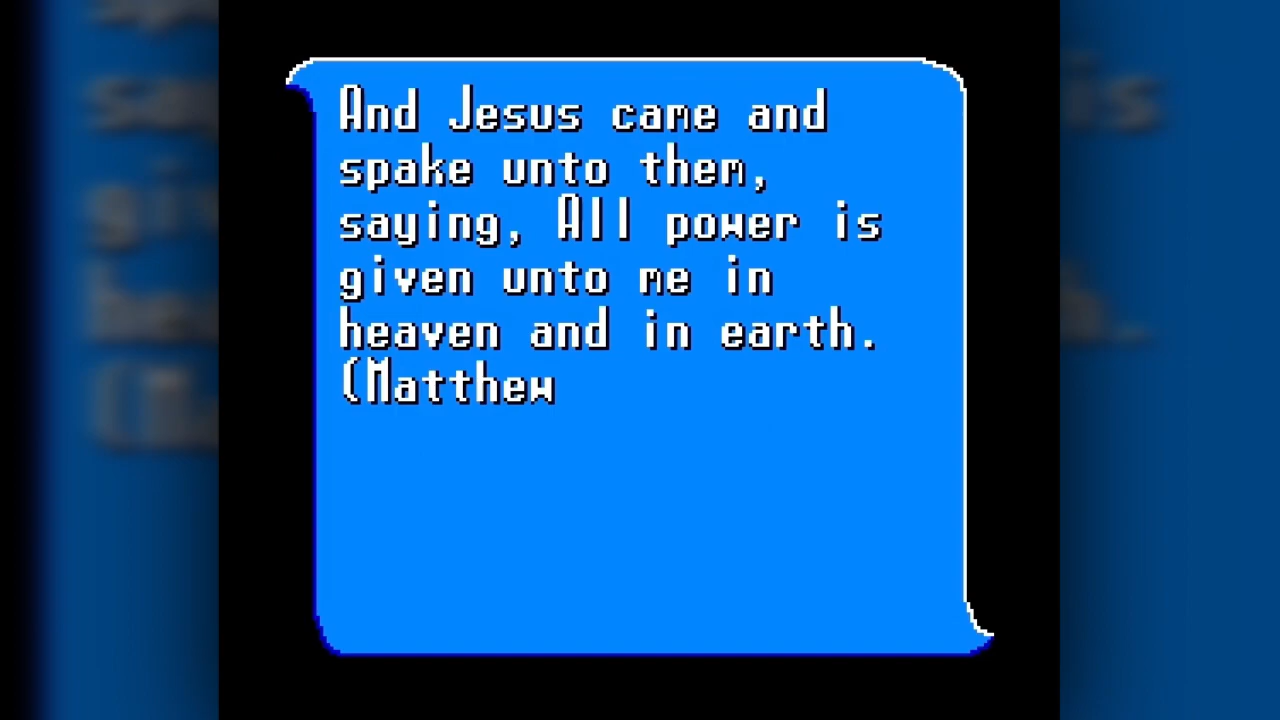 And Jesus came and
spake unto them,
saying, All power is
given unto me in
heaven and in earth.
(Matthew